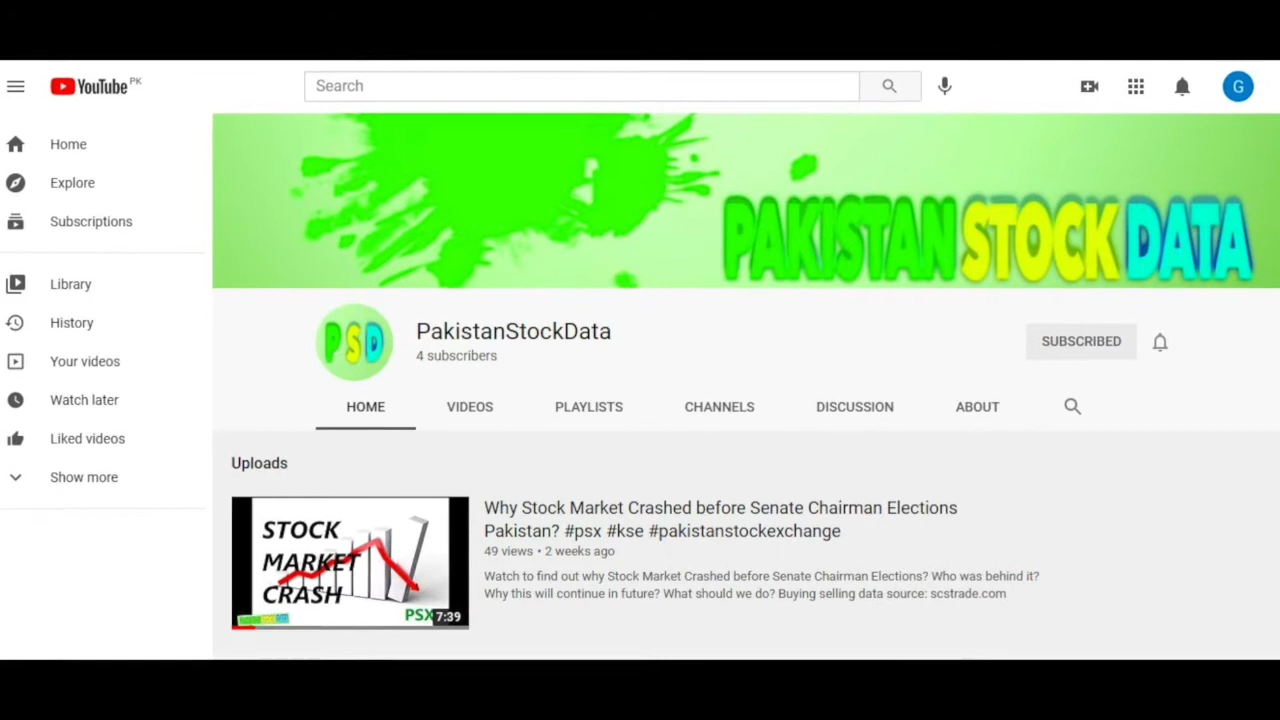 YouTube PK
Search
G
Home
Explore
Subscriptions
Library
History
Your videos
Watch later
Liked videos
Show more
PAKISTAN STOCK DATA
PSD
PakistanStockData
4 subscribers
SUBSCRIBED
HOME VIDEOS PLAYLISTS CHANNELS DISCUSSION ABOUT
Uploads
STOCK
MARKET
CRASH
PSX
7:39
Why Stock Market Crashed before Senate Chairman Elections
Pakistan? #psx #kse #pakistanstockexchange
49 views • 2 weeks ago
Watch to find out why Stock Market Crashed before Senate Chairman Elections? Who was behind it?
Why this will continue in future? What should we do? Buying selling data source: scstrade.com